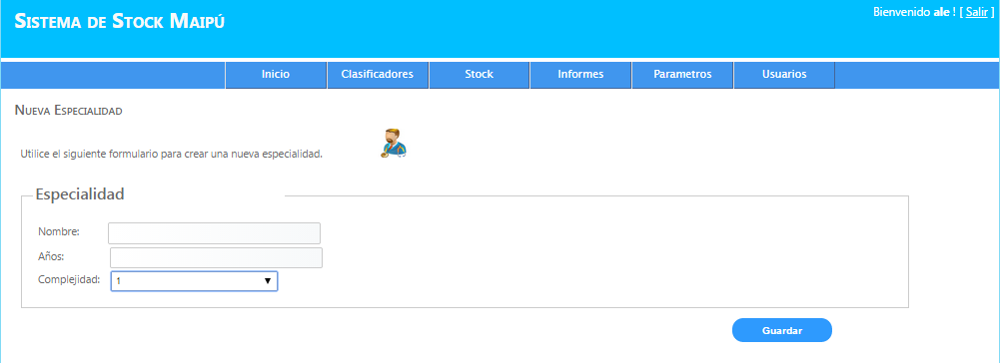 Sistema de Stock Maipú
Bienvenido ale ! [ Salir ]
Inicio Clasificadores Stock Informes Parametros Usuarios
Nueva Especialidad
Utilice el siguiente formulario para crear una nueva especialidad.
Especialidad
Nombre:
Años:
Complejidad: 1
Guardar